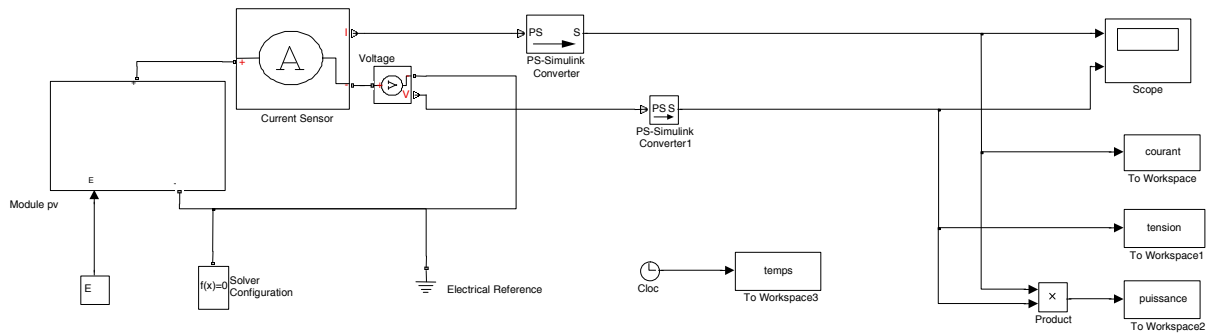 I
PS S
PS-Simulink
Converter
Voltage
+
A
-
+
V
V
Current Sensor
Scope
PS S
PS-Simulink
Converter1
+
courant
To Workspace
E
-
Module pv
tension
To Workspace1
E
f(x)=0
Solver
Configuration
Electrical Reference
Cloc
temps
To Workspace3
×
Product
puissance
To Workspace2